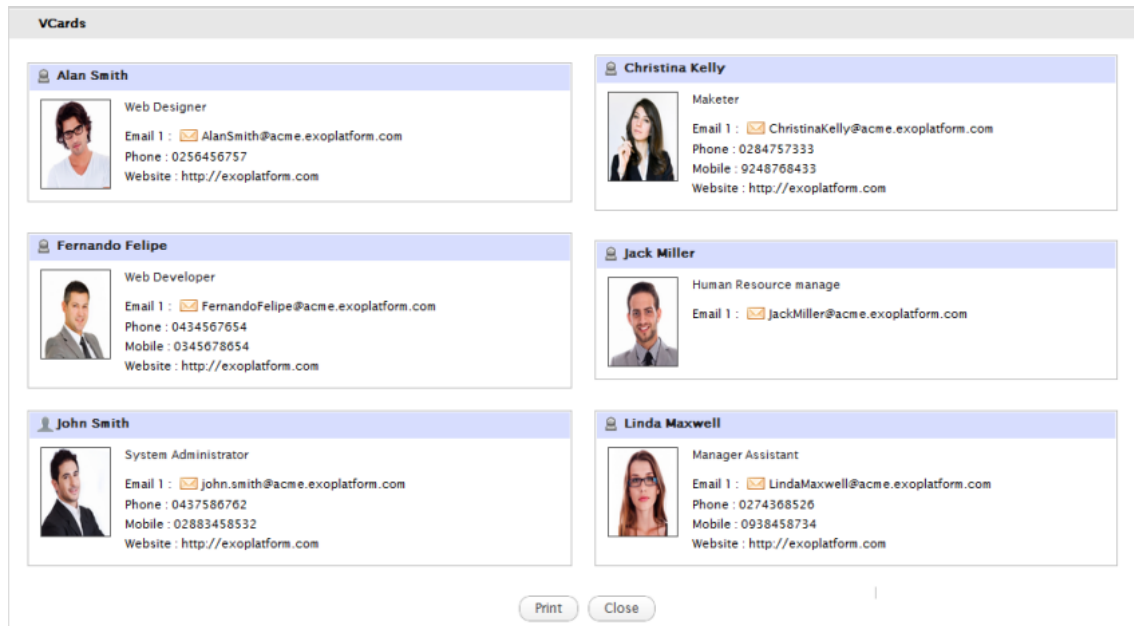 VCards
Alan Smith
Web Designer
Email 1 : AlanSmith@acme.exoplatform.com
Phone : 0256456757
Website : http://exoplatform.com
Christina Kelly
Maketer
Email 1 : ChristinaKelly@acme.exoplatform.com
Phone : 0284757333
Mobile : 9248768433
Website : http://exoplatform.com
Fernando Felipe
Web Developer
Email 1 : FernandoFelipe@acme.exoplatform.com
Phone : 0434567654
Mobile : 0345678654
Website : http://exoplatform.com
Jack Miller
Human Resource manage
Email 1 : JackMiller@acme.exoplatform.com
John Smith
System Administrator
Email 1 : john.smith@acme.exoplatform.com
Phone : 0437586762
Mobile : 02883458532
Website : http://exoplatform.com
Linda Maxwell
Manager Assistant
Email 1 : LindaMaxwell@acme.exoplatform.com
Phone : 0274368526
Mobile : 0938458734
Website : http://exoplatform.com
Print Close